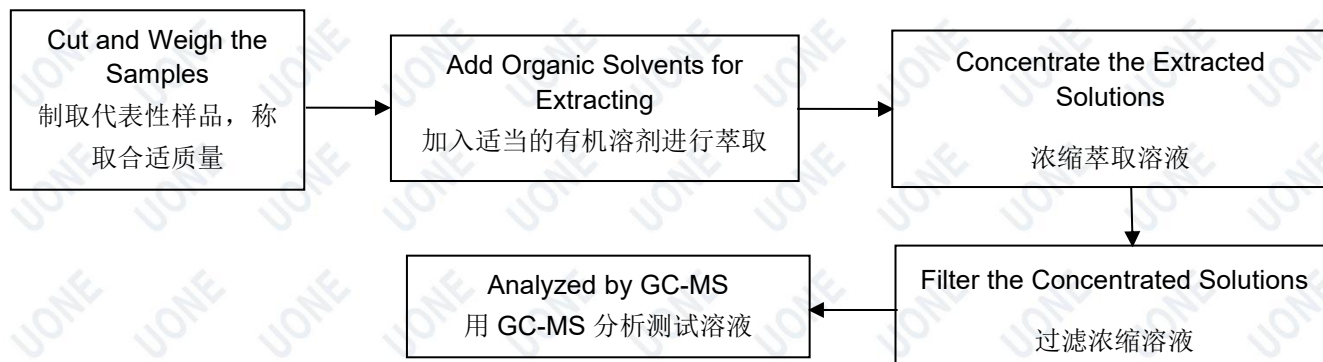 Cut and Weigh the
Samples
制取代表性样品，称
取合适质量
Add Organic Solvents for
Extracting
加入适当的有机溶剂进行萃取
Concentrate the Extracted
Solutions
浓缩萃取溶液
Filter the Concentrated Solutions
过滤浓缩溶液
Analyzed by GC-MS
用 GC-MS 分析测试溶液
UONE